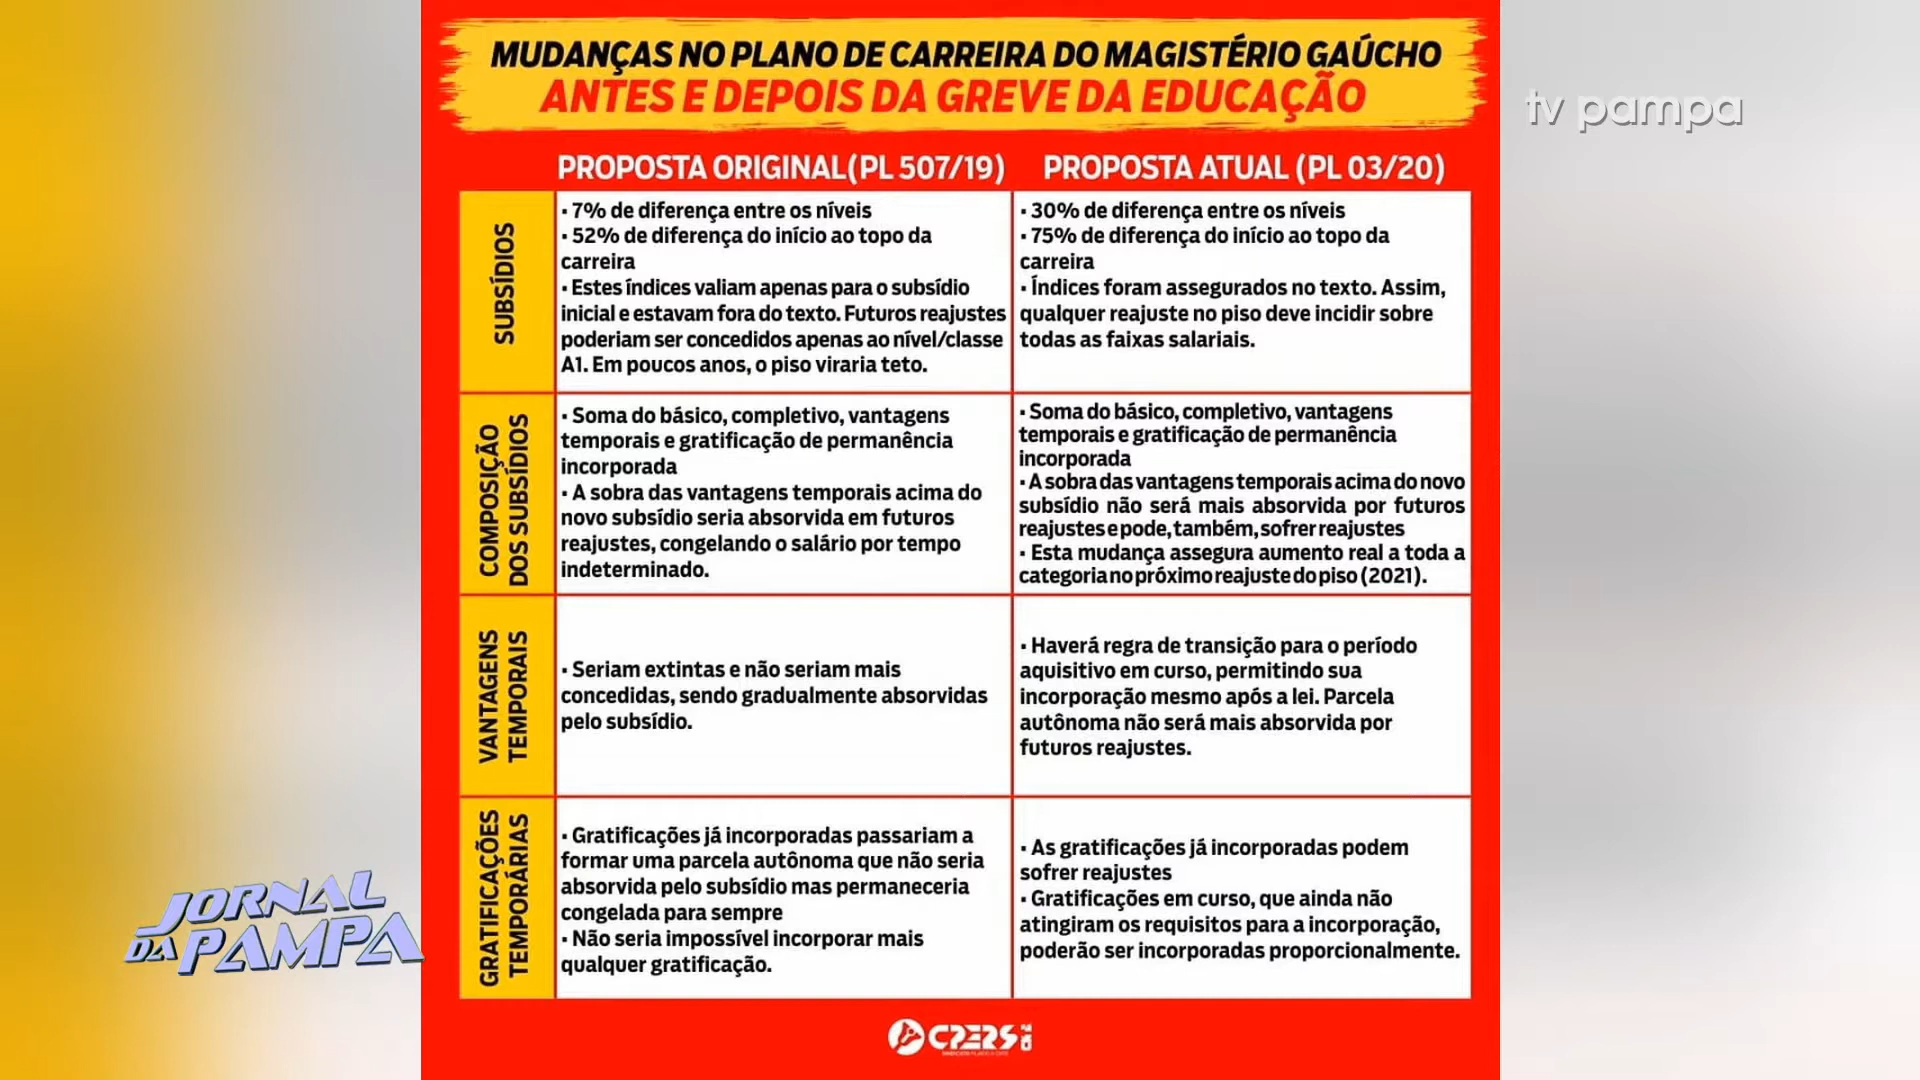 MUDANÇAS NO PLANO DE CARREIRA DO MAGISTÉRIO GAÚCHO
ANTES E DEPOIS DA GREVE DA EDUCAÇÃO
tv pampa
PROPOSTA ORIGINAL(PL 507/19)
PROPOSTA ATUAL (PL 03/20)
SUBSÍDIOS
• 7% de diferença entre os níveis
• 52% de diferença do início ao topo da
carreira
• Estes índices valiam apenas para o subsídio
inicial e estavam fora do texto. Futuros reajustes
poderiam ser concedidos apenas ao nível/classe
A1. Em poucos anos, o piso viraria teto.
• 30% de diferença entre os níveis
• 75% de diferença do início ao topo da
carreira
• Índices foram assegurados no texto. Assim,
qualquer reajuste no piso deve incidir sobre
todas as faixas salariais.
COMPOSIÇÃO
DOS SUBSÍDIOS
• Soma do básico, completivo, vantagens
temporais e gratificação de permanência
incorporada
• A sobra das vantagens temporais acima do
novo subsídio seria absorvida em futuros
reajustes, congelando o salário por tempo
indeterminado.
• Soma do básico, completivo, vantagens
temporais e gratificação de permanência
incorporada
• A sobra das vantagens temporais acima do novo
subsídio não será mais absorvida por futuros
reajustes e pode, também, sofrer reajustes
• Esta mudança assegura aumento real a toda a
categoria no próximo reajuste do piso (2021).
VANTAGENS
TEMPORAIS
• Seriam extintas e não seriam mais
concedidas, sendo gradualmente absorvidas
pelo subsídio.
• Haverá regra de transição para o período
aquisitivo em curso, permitindo sua
incorporação mesmo após a lei. Parcela
autônoma não será mais absorvida por
futuros reajustes.
GRATIFICAÇÕES
TEMPORÁRIAS
• Gratificações já incorporadas passariam a
formar uma parcela autônoma que não seria
absorvida pelo subsídio mas permaneceria
congelada para sempre
• Não seria impossível incorporar mais
qualquer gratificação.
• As gratificações já incorporadas podem
sofrer reajustes
• Gratificações em curso, que ainda não
atingiram os requisitos para a incorporação,
poderão ser incorporadas proporcionalmente.
JORNAL
DA PAMPA
CPERS